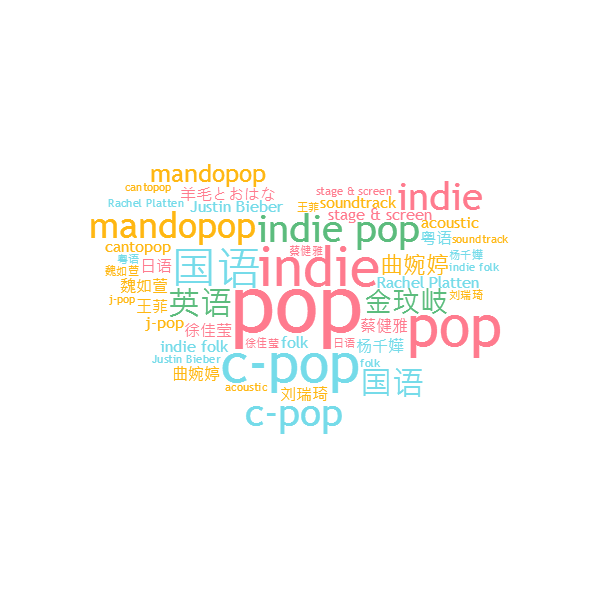 mandopop
cantopop
羊毛とおはな
stage & screen
indie
Rachel Platten
Justin Bieber
王菲
soundtrack
stage & screen
mandopop
indie pop
acoustic
粤语
soundtrack
cantopop
国语
蔡健雅
indie
曲婉婷
杨千嬅
粤语
魏如萱
日语
indie folk
魏如萱
Rachel Platten
j-pop
王菲
英语
pop
金玟岐
刘瑞琦
j-pop
徐佳莹
蔡健雅
pop
indie folk
徐佳莹
folk
日语
杨千嬅
Justin Bieber
c-pop
folk
曲婉婷
国语
acoustic
刘瑞琦
c-pop